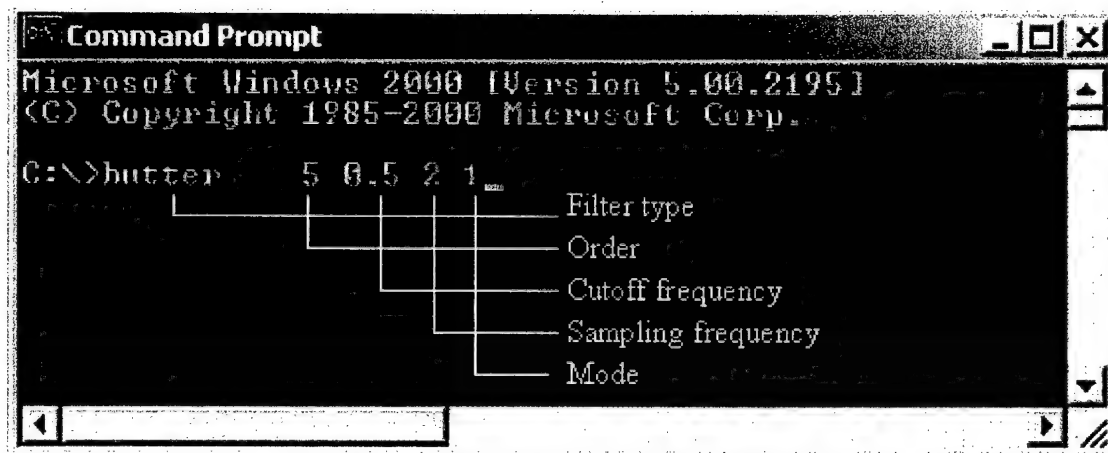 Command Prompt
Microsoft Windows 2000 [Version 5.00.2195]
(C) Copyright 1985-2000 Microsoft Corp.
C:\>butter 5 0.5 2 1_
Filter type
Order
Cutoff frequency
Sampling frequency
Mode